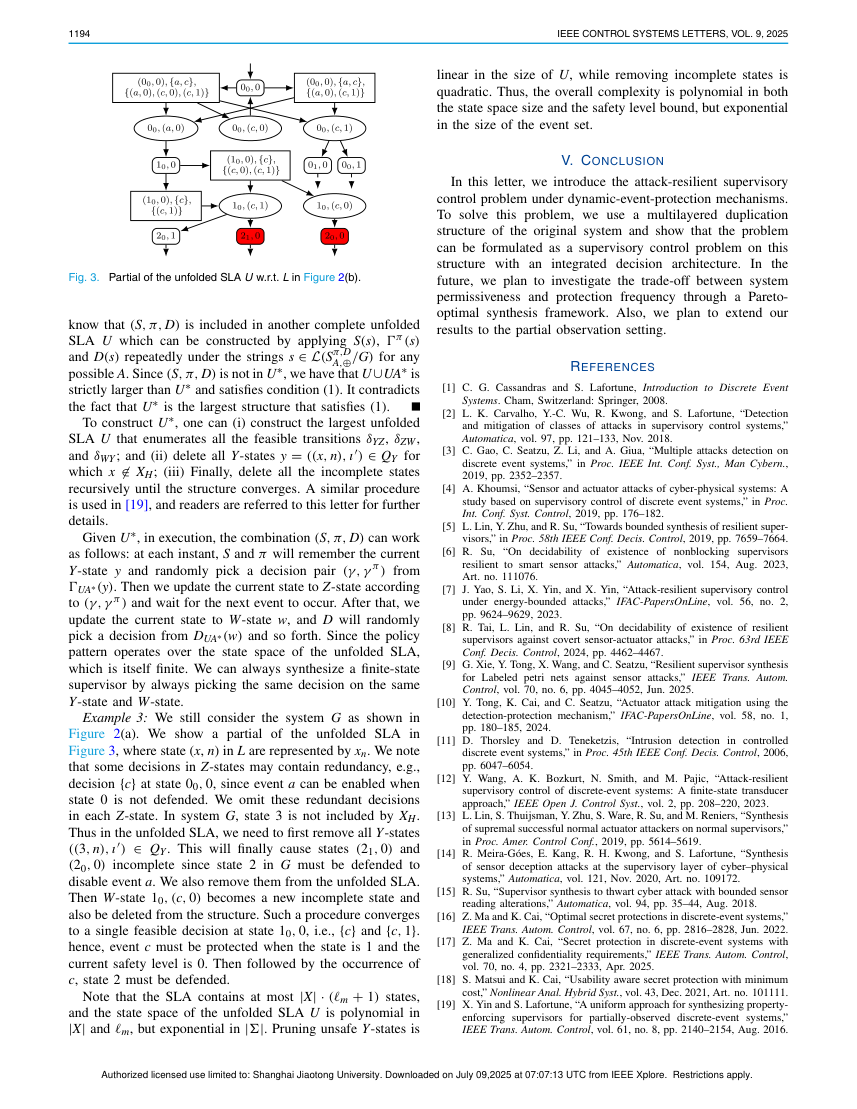 1194
IEEE CONTROL SYSTEMS LETTERS, VOL. 9, 2025
(0₀, 0), {a, c},
{(a, 0), (c, 0), (c, 1)}
0₀, 0
(0₀, 0), {a, c},
{(a, 0), (c, 1)}
0₀, (a, 0)
0₀, (c, 0)
0₀, (c, 1)
1₀, 0
(1₀, 0), {c},
{(c, 0), (c, 1)}
0₁, 0
0₀, 1
(1₀, 0), {c},
{(c, 1)}
1₀, (c, 1)
1₀, (c, 0)
2₀, 1
2₁, 0
2₀, 0
Fig. 3. Partial of the unfolded SLA U w.r.t. L in Figure 2(b).
know that (S, π, D) is included in another complete unfolded
SLA U which can be constructed by applying S(s), Γ^π(s)
and D(s) repeatedly under the strings s ∈ L(S^{π,D}_{A,⊕}/G) for any
possible A. Since (S, π, D) is not in U*, we have that U∪UA* is
strictly larger than U* and satisfies condition (1). It contradicts
the fact that U* is the largest structure that satisfies (1). ■
To construct U*, one can (i) construct the largest unfolded
SLA U that enumerates all the feasible transitions δ_YZ, δ_ZW,
and δ_WY; and (ii) delete all Y-states y = ((x, n), ι′) ∈ Q_Y for
which x ∉ X_H; (iii) Finally, delete all the incomplete states
recursively until the structure converges. A similar procedure
is used in [19], and readers are referred to this letter for further
details.
Given U*, in execution, the combination (S, π, D) can work
as follows: at each instant, S and π will remember the current
Y-state y and randomly pick a decision pair (γ, γ^π) from
Γ_{UA*}(y). Then we update the current state to Z-state according
to (γ, γ^π) and wait for the next event to occur. After that, we
update the current state to W-state w, and D will randomly
pick a decision from D_{UA*}(w) and so forth. Since the policy
pattern operates over the state space of the unfolded SLA,
which is itself finite. We can always synthesize a finite-state
supervisor by always picking the same decision on the same
Y-state and W-state.
Example 3: We still consider the system G as shown in
Figure 2(a). We show a partial of the unfolded SLA in
Figure 3, where state (x, n) in L are represented by xₙ. We note
that some decisions in Z-states may contain redundancy, e.g.,
decision {c} at state 0₀, 0, since event a can be enabled when
state 0 is not defended. We omit these redundant decisions
in each Z-state. In system G, state 3 is not included by X_H.
Thus in the unfolded SLA, we need to first remove all Y-states
((3, n), ι′) ∈ Q_Y. This will finally cause states (2₁, 0) and
(2₀, 0) incomplete since state 2 in G must be defended to
disable event a. We also remove them from the unfolded SLA.
Then W-state 1₀, (c, 0) becomes a new incomplete state and
also be deleted from the structure. Such a procedure converges
to a single feasible decision at state 1₀, 0, i.e., {c} and {c, 1}.
hence, event c must be protected when the state is 1 and the
current safety level is 0. Then followed by the occurrence of
c, state 2 must be defended.
Note that the SLA contains at most |X| · (ℓₘ + 1) states,
and the state space of the unfolded SLA U is polynomial in
|X| and ℓₘ, but exponential in |Σ|. Pruning unsafe Y-states is
linear in the size of U, while removing incomplete states is
quadratic. Thus, the overall complexity is polynomial in both
the state space size and the safety level bound, but exponential
in the size of the event set.
V. CONCLUSION
In this letter, we introduce the attack-resilient supervisory
control problem under dynamic-event-protection mechanisms.
To solve this problem, we use a multilayered duplication
structure of the original system and show that the problem
can be formulated as a supervisory control problem on this
structure with an integrated decision architecture. In the
future, we plan to investigate the trade-off between system
permissiveness and protection frequency through a Pareto-
optimal synthesis framework. Also, we plan to extend our
results to the partial observation setting.
REFERENCES
[1] C. G. Cassandras and S. Lafortune, Introduction to Discrete Event
Systems. Cham, Switzerland: Springer, 2008.
[2] L. K. Carvalho, Y.-C. Wu, R. Kwong, and S. Lafortune, “Detection
and mitigation of classes of attacks in supervisory control systems,”
Automatica, vol. 97, pp. 121–133, Nov. 2018.
[3] C. Gao, C. Seatzu, Z. Li, and A. Giua, “Multiple attacks detection on
discrete event systems,” in Proc. IEEE Int. Conf. Syst., Man Cybern.,
2019, pp. 2352–2357.
[4] A. Khoumsi, “Sensor and actuator attacks of cyber-physical systems: A
study based on supervisory control of discrete event systems,” in Proc.
Int. Conf. Syst. Control, 2019, pp. 176–182.
[5] L. Lin, Y. Zhu, and R. Su, “Towards bounded synthesis of resilient super-
visors,” in Proc. 58th IEEE Conf. Decis. Control, 2019, pp. 7659–7664.
[6] R. Su, “On decidability of existence of nonblocking supervisors
resilient to smart sensor attacks,” Automatica, vol. 154, Aug. 2023,
Art. no. 111076.
[7] J. Yao, S. Li, X. Yin, and X. Yin, “Attack-resilient supervisory control
under energy-bounded attacks,” IFAC-PapersOnLine, vol. 56, no. 2,
pp. 9624–9629, 2023.
[8] R. Tai, L. Lin, and R. Su, “On decidability of existence of resilient
supervisors against covert sensor-actuator attacks,” in Proc. 63rd IEEE
Conf. Decis. Control, 2024, pp. 4462–4467.
[9] G. Xie, Y. Tong, X. Wang, and C. Seatzu, “Resilient supervisor synthesis
for Labeled petri nets against sensor attacks,” IEEE Trans. Autom.
Control, vol. 70, no. 6, pp. 4045–4052, Jun. 2025.
[10] Y. Tong, K. Cai, and C. Seatzu, “Actuator attack mitigation using the
detection-protection mechanism,” IFAC-PapersOnLine, vol. 58, no. 1,
pp. 180–185, 2024.
[11] D. Thorsley and D. Teneketzis, “Intrusion detection in controlled
discrete event systems,” in Proc. 45th IEEE Conf. Decis. Control, 2006,
pp. 6047–6054.
[12] Y. Wang, A. K. Bozkurt, N. Smith, and M. Pajic, “Attack-resilient
supervisory control of discrete-event systems: A finite-state transducer
approach,” IEEE Open J. Control Syst., vol. 2, pp. 208–220, 2023.
[13] L. Lin, S. Thuijsman, Y. Zhu, S. Ware, R. Su, and M. Reniers, “Synthesis
of supremal successful normal actuator attackers on normal supervisors,”
in Proc. Amer. Control Conf., 2019, pp. 5614–5619.
[14] R. Meira-Góes, E. Kang, R. H. Kwong, and S. Lafortune, “Synthesis
of sensor deception attacks at the supervisory layer of cyber–physical
systems,” Automatica, vol. 121, Nov. 2020, Art. no. 109172.
[15] R. Su, “Supervisor synthesis to thwart cyber attack with bounded sensor
reading alterations,” Automatica, vol. 94, pp. 35–44, Aug. 2018.
[16] Z. Ma and K. Cai, “Optimal secret protections in discrete-event systems,”
IEEE Trans. Autom. Control, vol. 67, no. 6, pp. 2816–2828, Jun. 2022.
[17] Z. Ma and K. Cai, “Secret protection in discrete-event systems with
generalized confidentiality requirements,” IEEE Trans. Autom. Control,
vol. 70, no. 4, pp. 2321–2333, Apr. 2025.
[18] S. Matsui and K. Cai, “Usability aware secret protection with minimum
cost,” Nonlinear Anal. Hybrid Syst., vol. 43, Dec. 2021, Art. no. 101111.
[19] X. Yin and S. Lafortune, “A uniform approach for synthesizing property-
enforcing supervisors for partially-observed discrete-event systems,”
IEEE Trans. Autom. Control, vol. 61, no. 8, pp. 2140–2154, Aug. 2016.
Authorized licensed use limited to: Shanghai Jiaotong University. Downloaded on July 09,2025 at 07:07:13 UTC from IEEE Xplore. Restrictions apply.